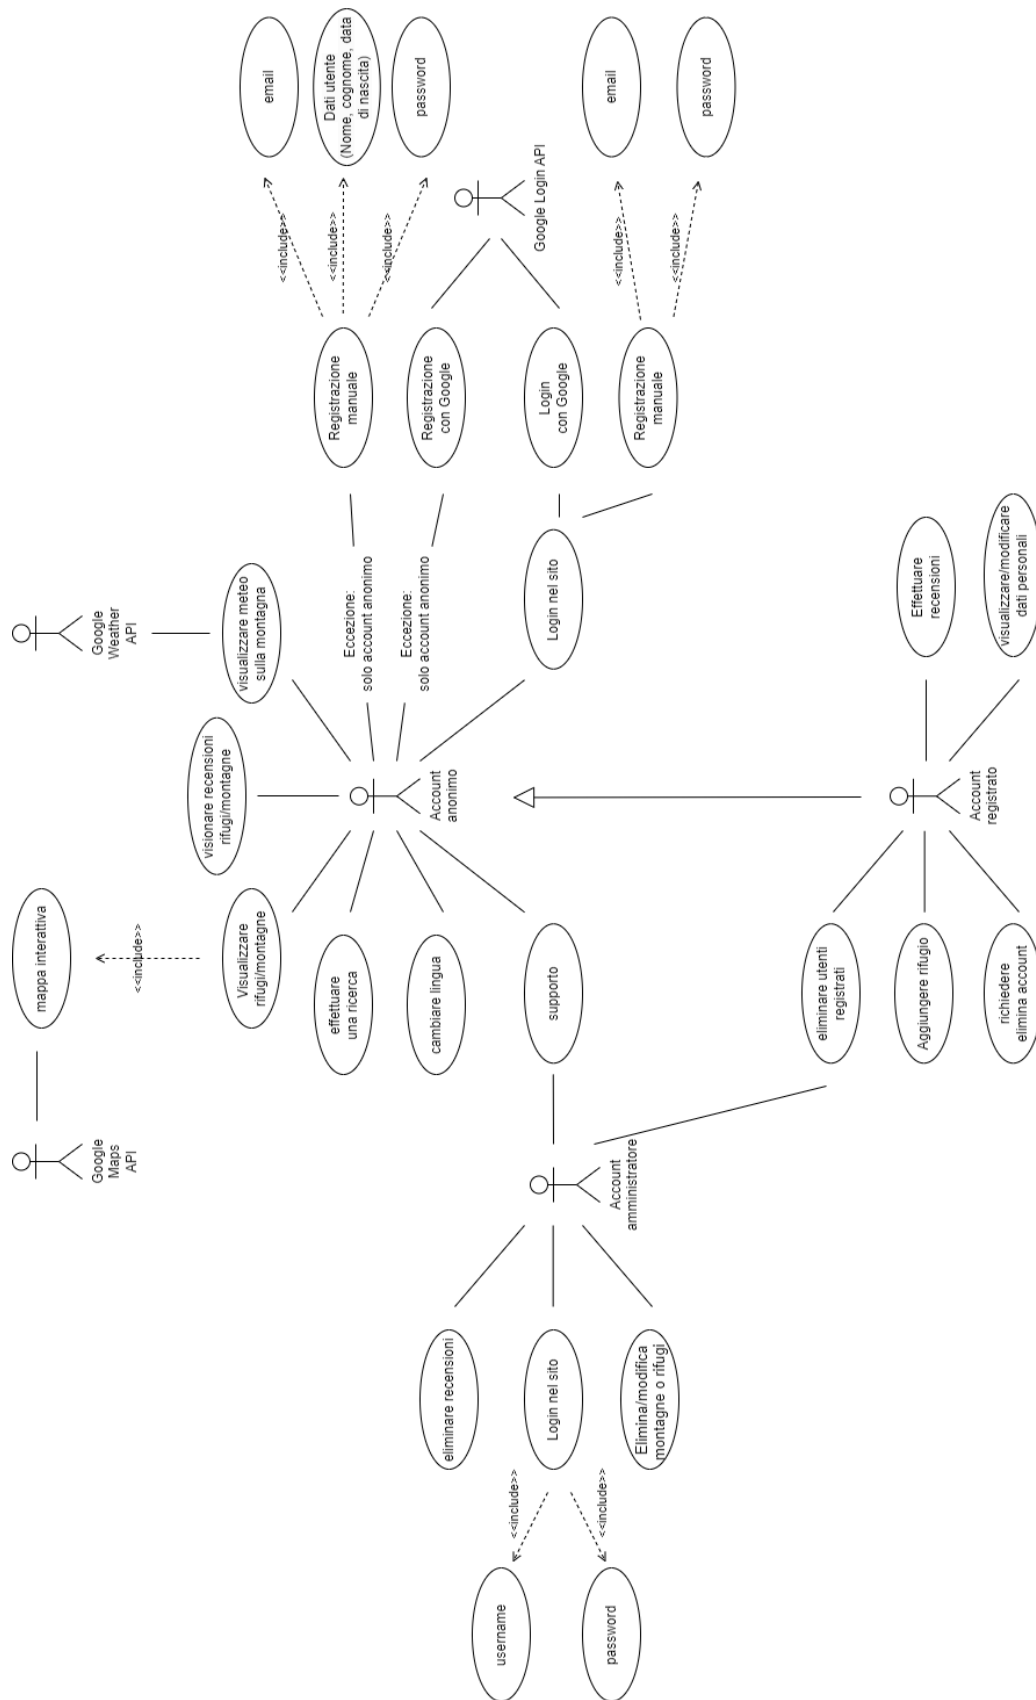 mappa interattiva
Google
Maps
API
Google
Weather
API
<<include>>
visionare recensioni
rifugi/montagne
Visualizzare
rifugi/montagne
visualizzare meteo
sulla montagna
email
<<include>>
effettuare
una ricerca
Eccezione:
solo account anonimo
Registrazione
manuale
<<include>>
Dati utente
(Nome, cognome, data
di nascita)
<<include>>
password
Account
anonimo
cambiare lingua
Eccezione:
solo account anonimo
Registrazione
con Google
eliminare recensioni
Google Login API
username
<<include>>
Login nel sito
supporto
Login nel sito
Login
con Google
<<include>>
password
Account
amministratore
Elimina/modifica
montagne o rifugi
Registrazione
manuale
<<include>>
email
<<include>>
password
eliminare utenti
registrati
Effettuare
recensioni
Aggiungere rifugio
Account
registrato
richiedere
elimina account
visualizzare/modificare
dati personali